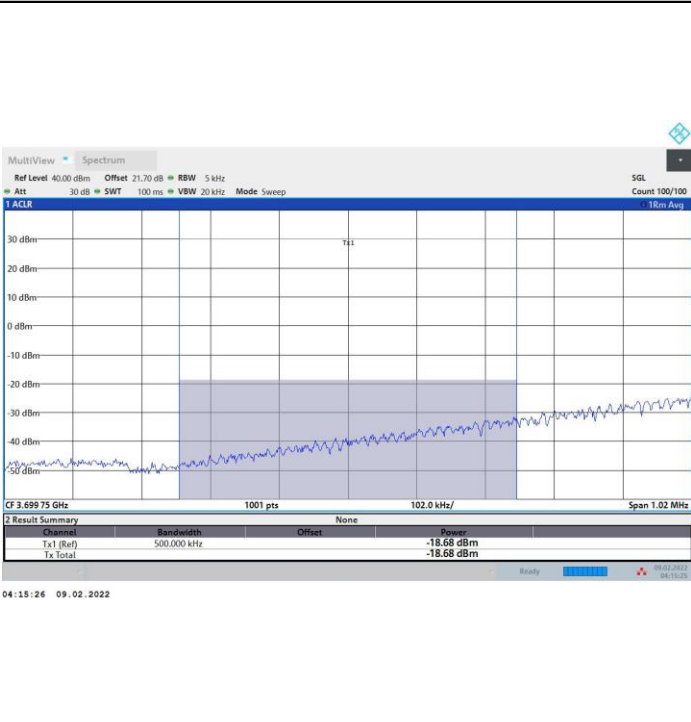 MultiView Spectrum
Ref Level 40.00 dBm Offset 21.70 dB RBW 5 kHz SGL
Att 30 dB SWT 100 ms VBW 20 kHz Mode Sweep Count 100/100
1 ACLR 1Rm Avg
Tx1
30 dBm
20 dBm
10 dBm
0 dBm
-10 dBm
-20 dBm
-30 dBm
-40 dBm
-50 dBm
CF 3.699 75 GHz 1001 pts 102.0 kHz/ Span 1.02 MHz
2 Result Summary None
Channel Bandwidth Offset Power
Tx1 (Ref) 500.000 kHz -18.68 dBm
Tx Total -18.68 dBm
Ready 09.02.2022
04:15:25
04:15:26 09.02.2022